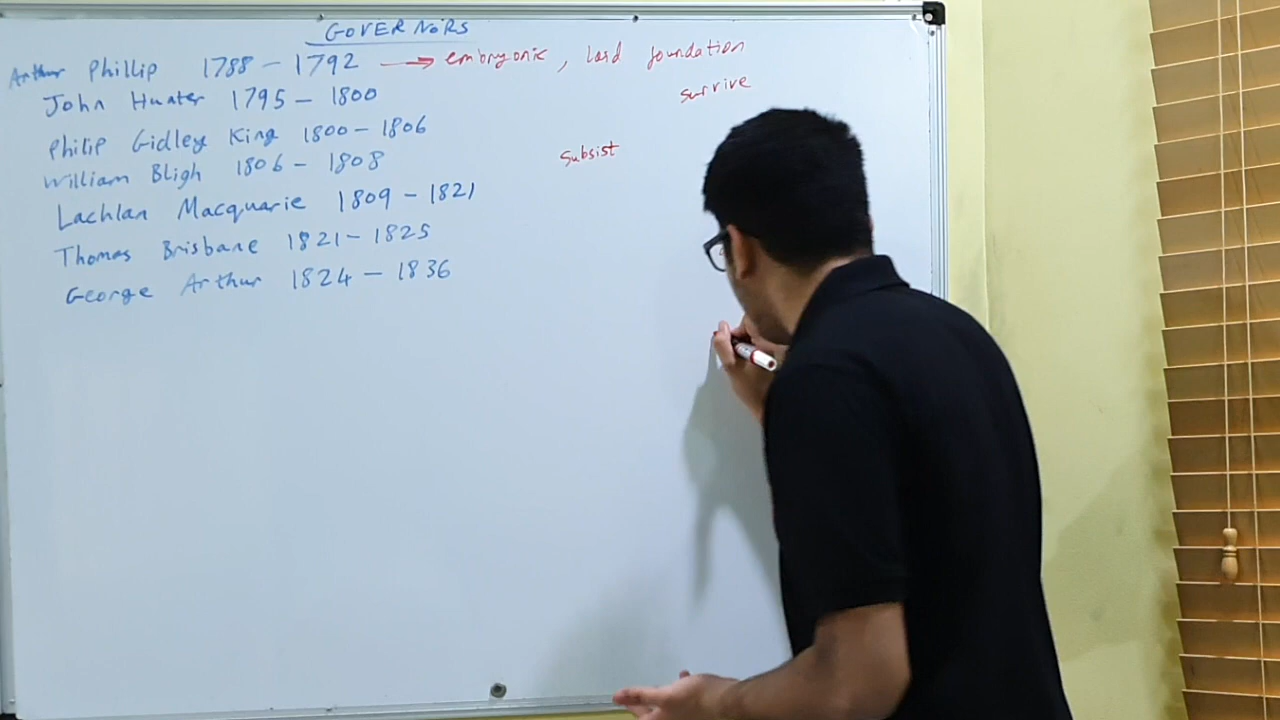 GOVERNORS
Arthur Phillip 1788 - 1792 → embryonic, laid foundation
survive
John Hunter 1795 - 1800
Philip Gidley King 1800 - 1806
subsist
William Bligh 1806 - 1808
Lachlan Macquarie 1809 - 1821
Thomas Brisbane 1821 - 1825
George Arthur 1824 - 1836